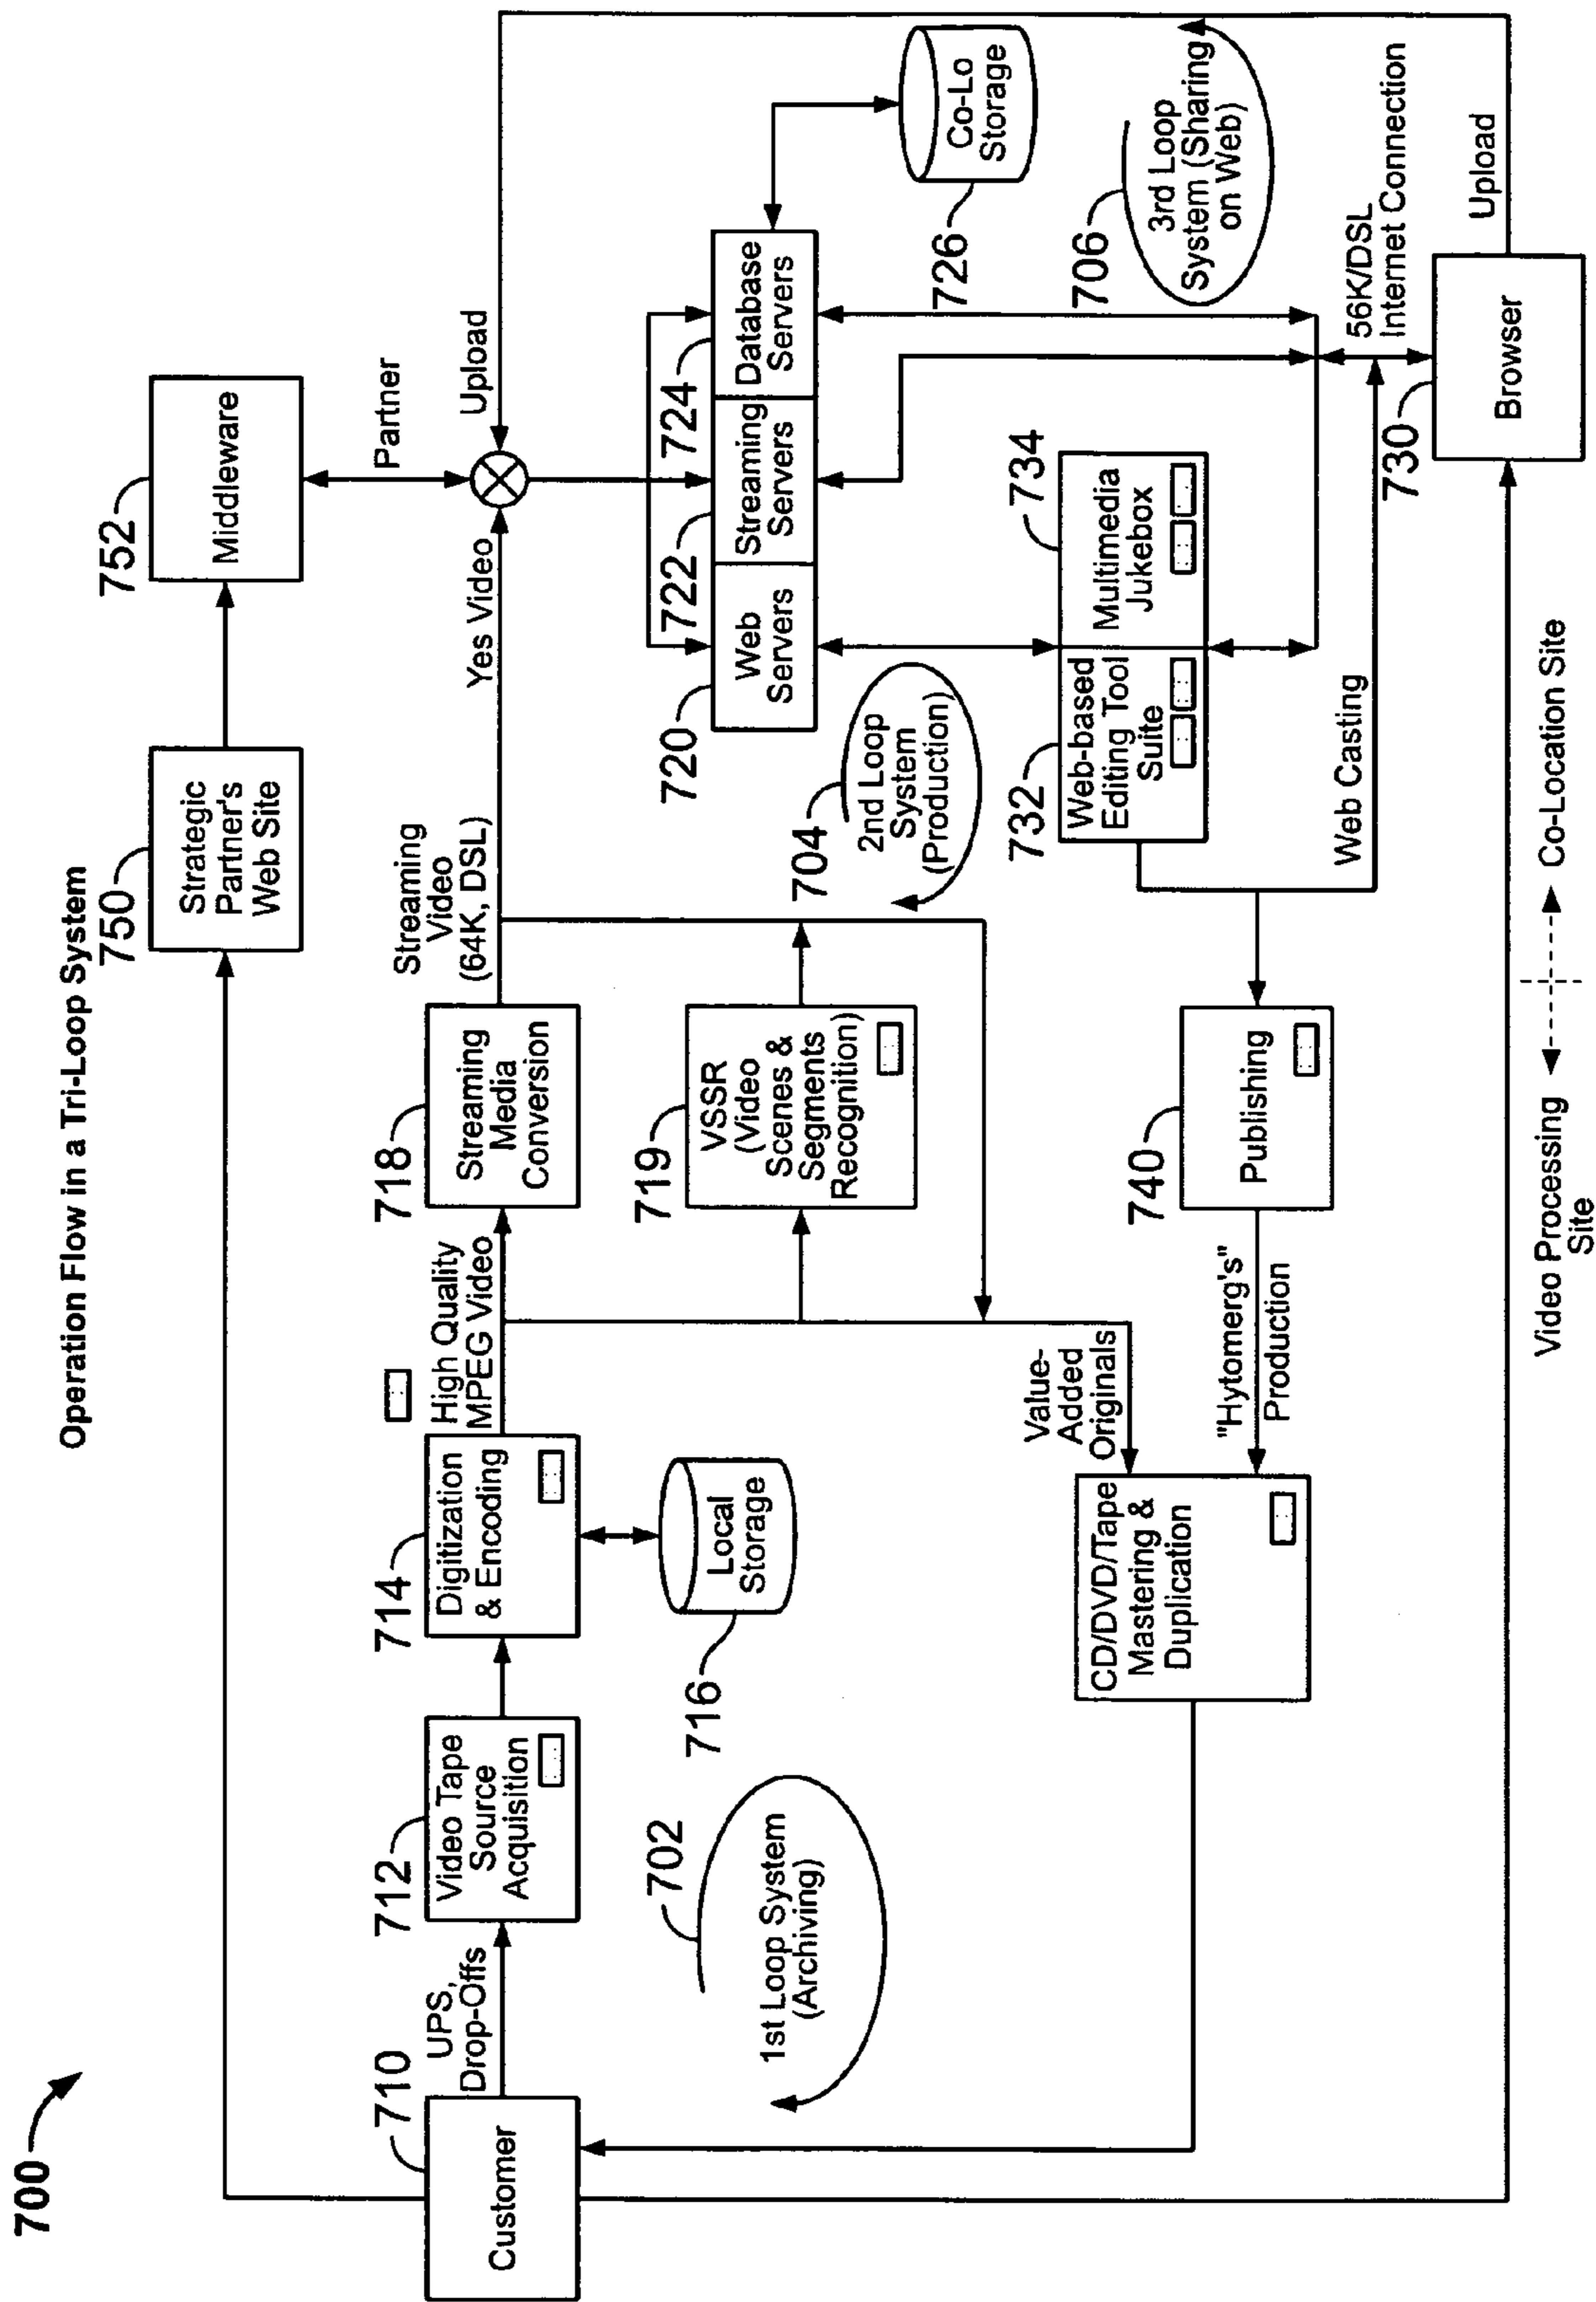 700
Operation Flow in a Tri-Loop System
750
Strategic
Partner's
Web Site
752
Middleware
Partner
710
Customer
UPS,
Drop-Offs
712
Video Tape
Source
Acquisition
714
Digitization
& Encoding
High Quality
MPEG Video
718
Streaming
Media
Conversion
Streaming
Video
(64K, DSL)
Yes Video
Upload
716
Local
Storage
719
VSSR
(Video
Scenes &
Segments
Recognition)
720
Web
Servers
722
Streaming
Servers
724
Database
Servers
726
Co-Lo
Storage
702
1st Loop System
(Archiving)
704
2nd Loop
System
(Production)
706
3rd Loop
System (Sharing
on Web)
Value-
Added
Originals
732
Web-based
Editing Tool
Suite
734
Multimedia
Jukebox
CD/DVD/Tape
Mastering &
Duplication
"Hytomerg's"
Production
740
Publishing
Web Casting
56K/DSL
Internet Connection
730
Browser
Upload
Video Processing
Site
Co-Location Site